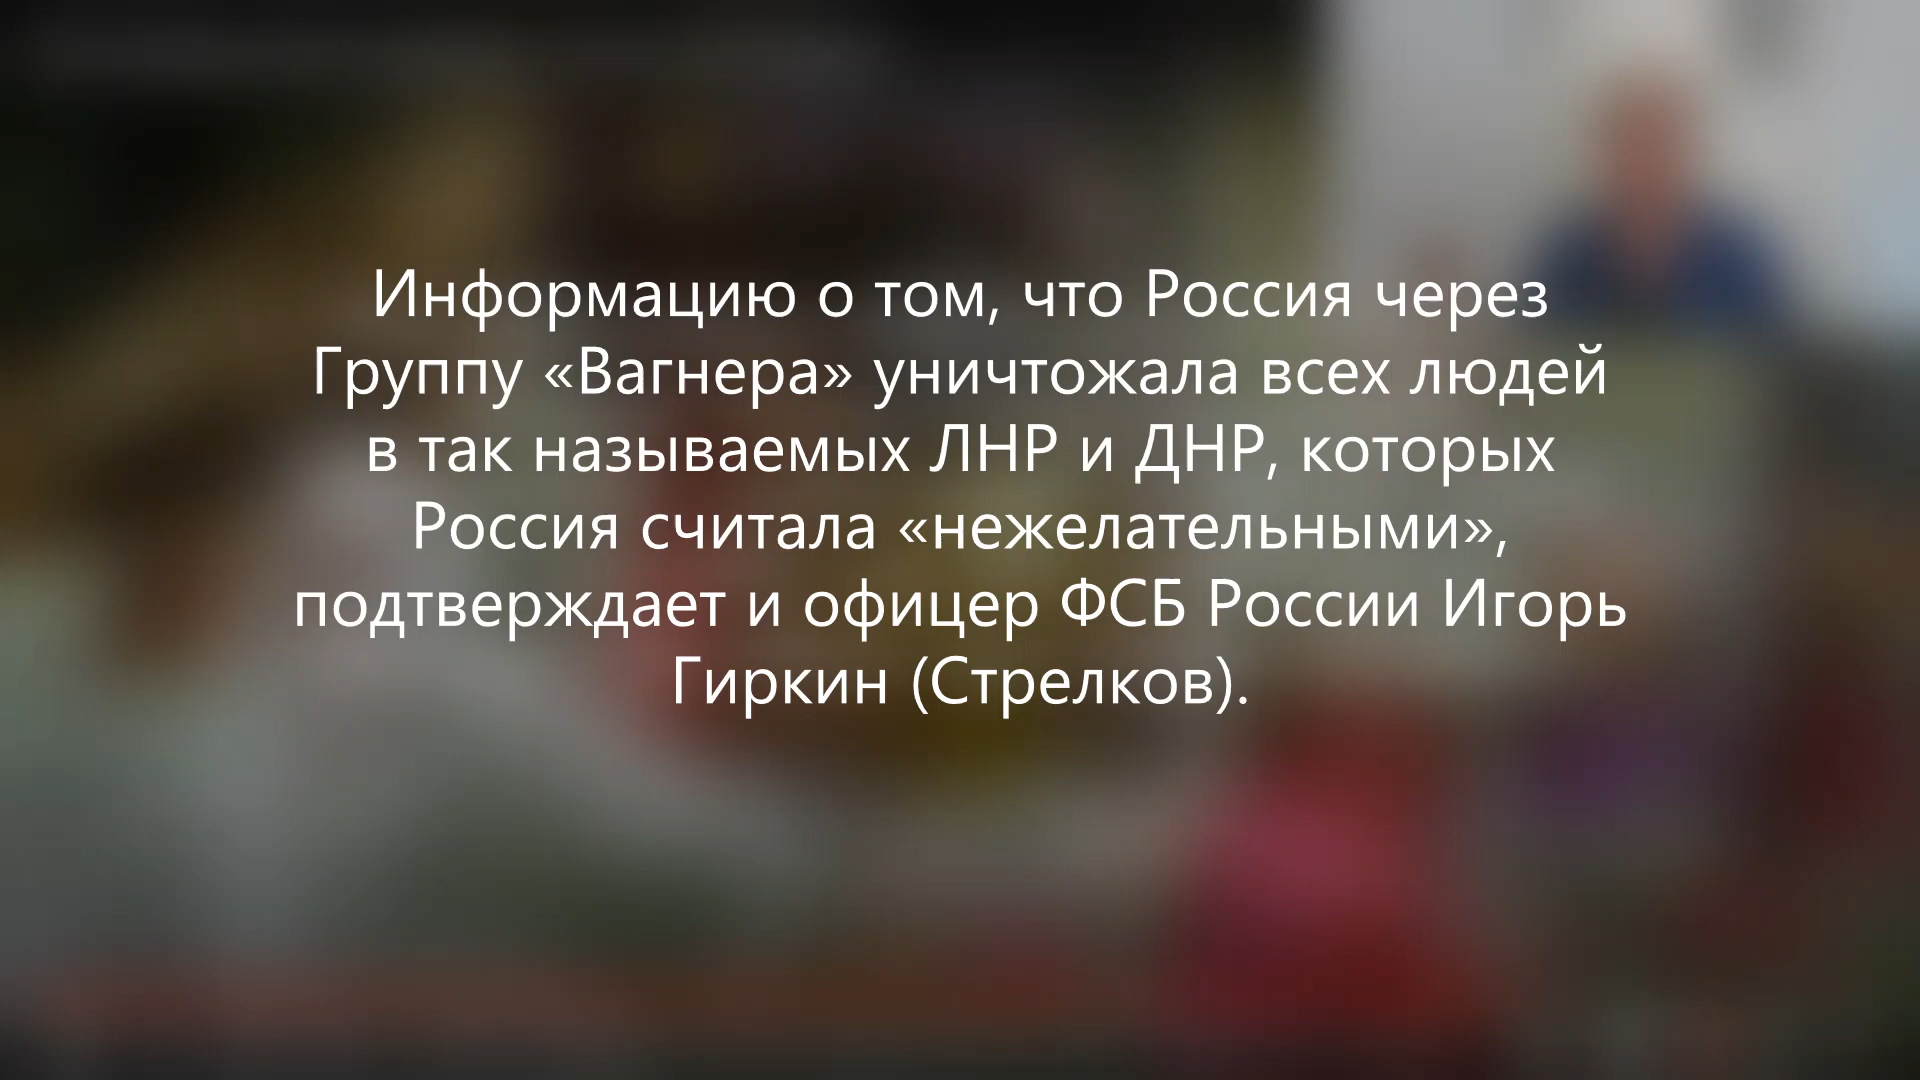 Информацию о том, что Россия через
Группу «Вагнера» уничтожала всех людей
в так называемых ЛНР и ДНР, которых
Россия считала «нежелательными»,
подтверждает и офицер ФСБ России Игорь
Гиркин (Стрелков).